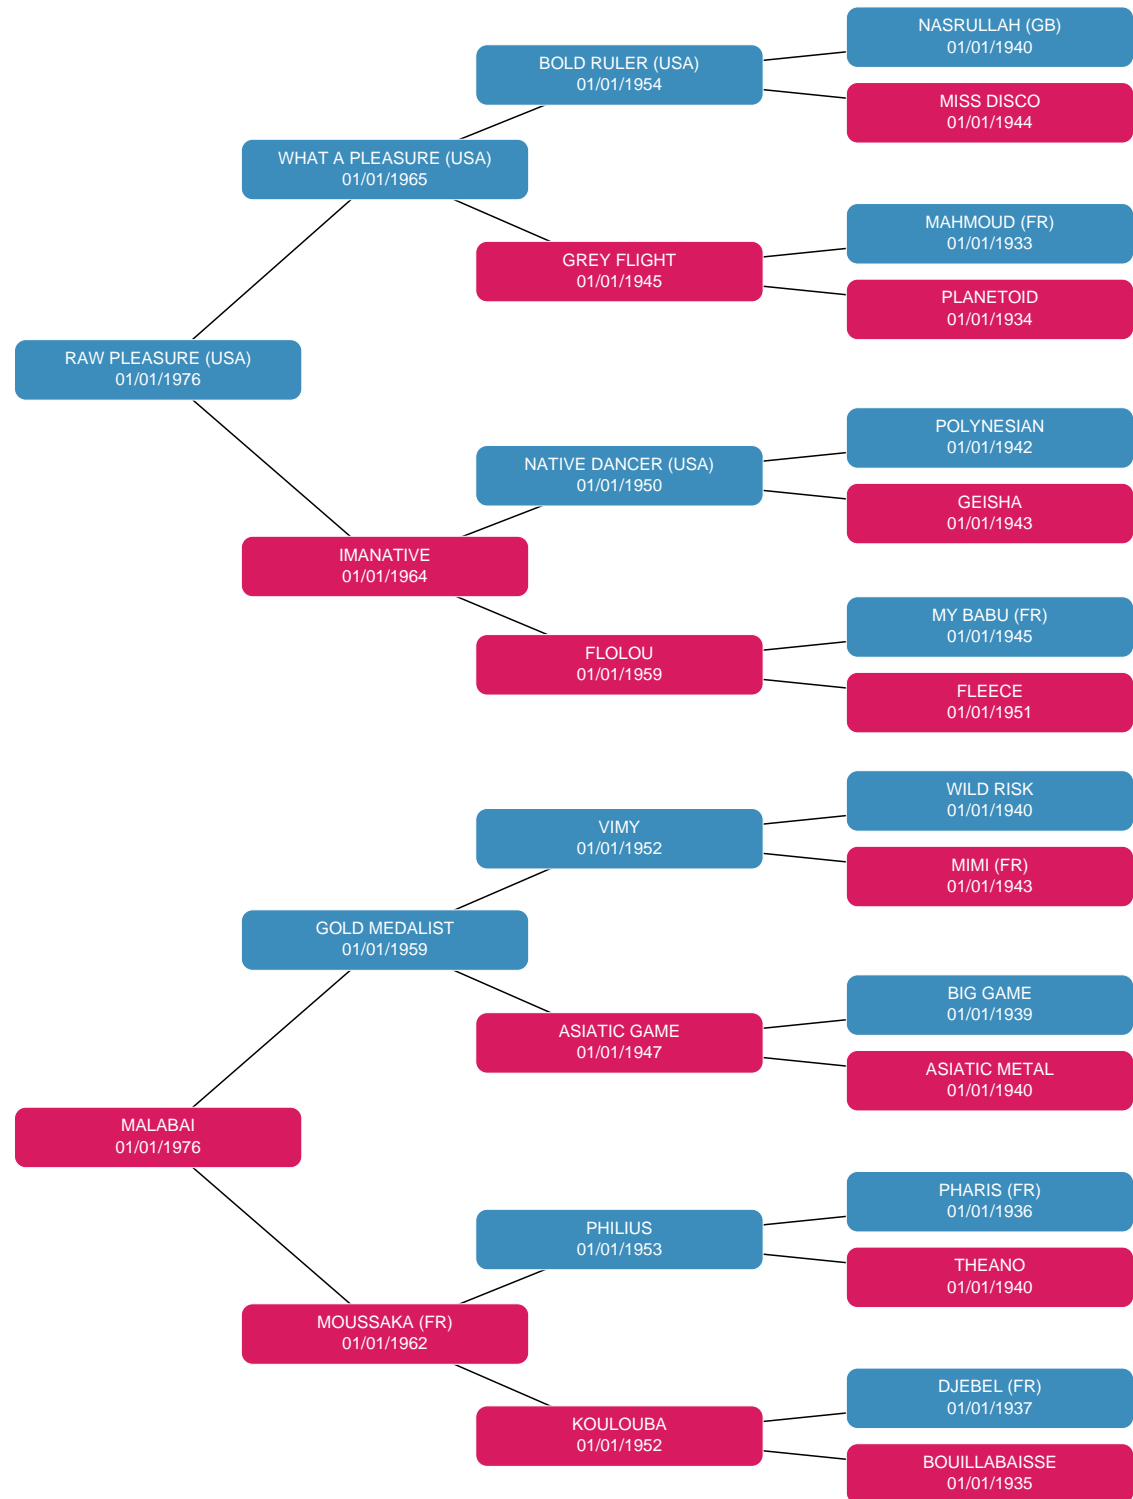 NASRULLAH (GB)
01/01/1940
BOLD RULER (USA)
01/01/1954
MISS DISCO
01/01/1944
WHAT A PLEASURE (USA)
01/01/1965
MAHMOUD (FR)
01/01/1933
GREY FLIGHT
01/01/1945
PLANETOID
01/01/1934
RAW PLEASURE (USA)
01/01/1976
POLYNESIAN
01/01/1942
NATIVE DANCER (USA)
01/01/1950
GEISHA
01/01/1943
IMANATIVE
01/01/1964
MY BABU (FR)
01/01/1945
FLOLOU
01/01/1959
FLEECE
01/01/1951
WILD RISK
01/01/1940
VIMY
01/01/1952
MIMI (FR)
01/01/1943
GOLD MEDALIST
01/01/1959
BIG GAME
01/01/1939
ASIATIC GAME
01/01/1947
ASIATIC METAL
01/01/1940
MALABAI
01/01/1976
PHARIS (FR)
01/01/1936
PHILIUS
01/01/1953
THEANO
01/01/1940
MOUSSAKA (FR)
01/01/1962
DJEBEL (FR)
01/01/1937
KOULOUBA
01/01/1952
BOUILLABAISSE
01/01/1935